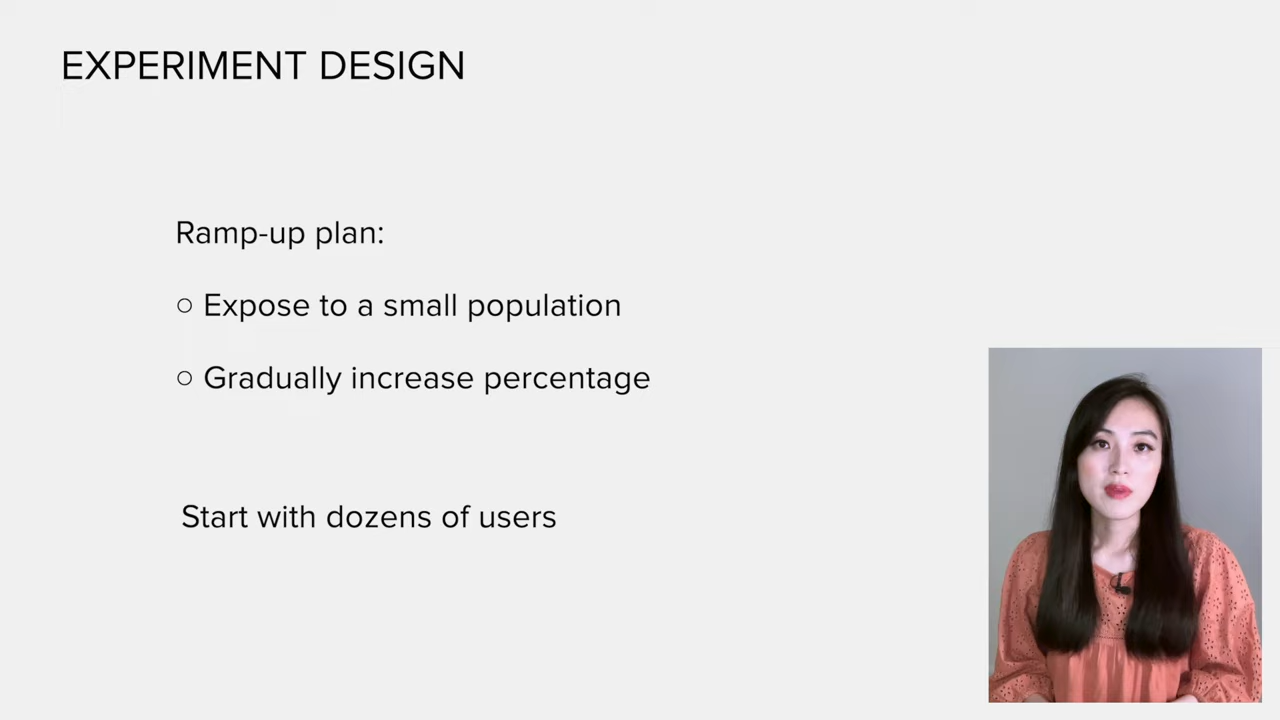 EXPERIMENT DESIGN
Ramp-up plan:
○ Expose to a small population
○ Gradually increase percentage
Start with dozens of users